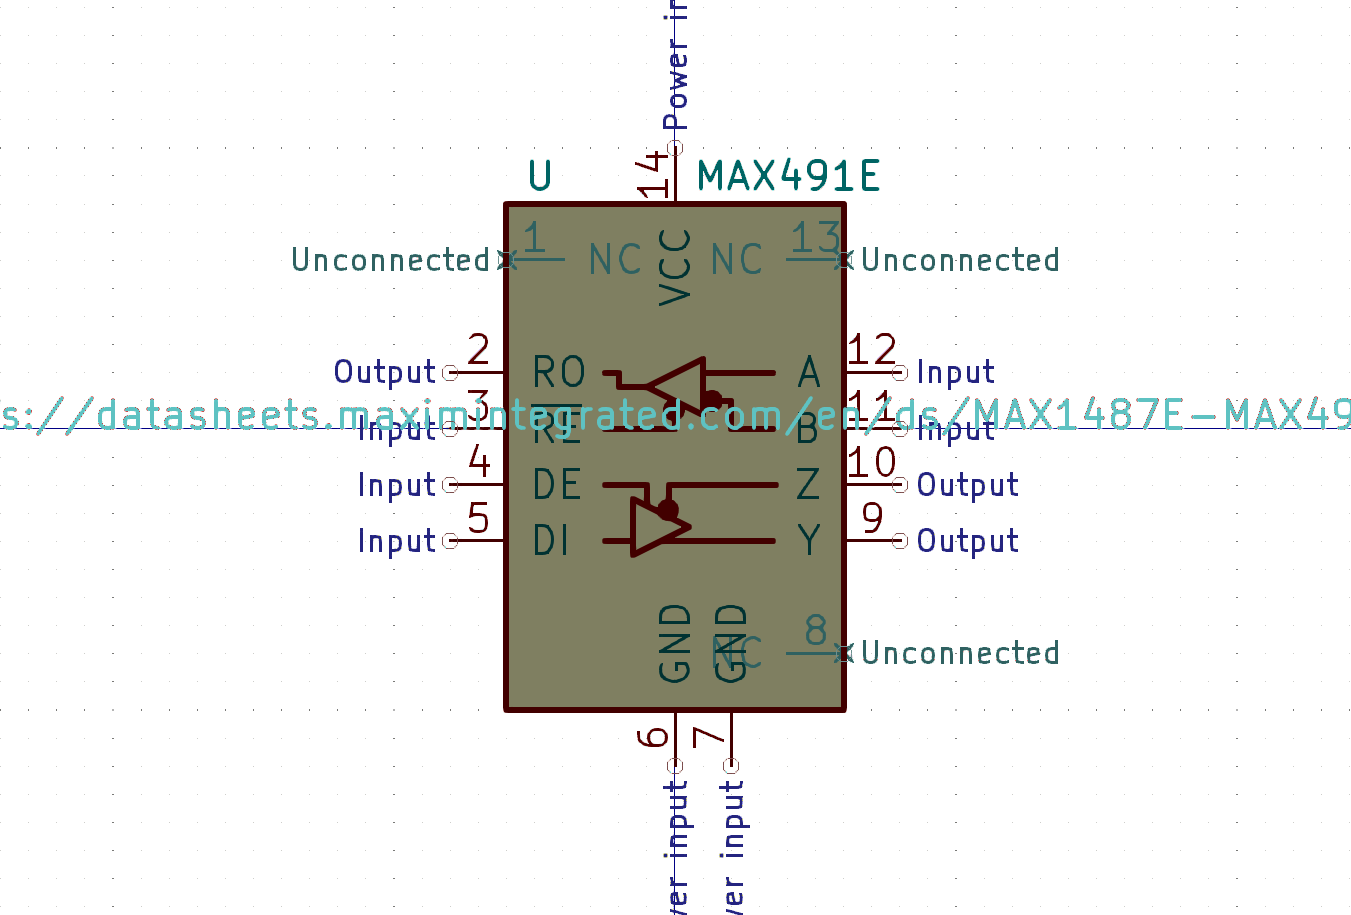 Power in
14
U MAX491E
1 NC VCC NC 13
Unconnected Unconnected
2 RO A 12
Output Input
s://datasheets.maximintegrated.com/en/ds/MAX1487E-MAX49
3 RE B 11
Input Input
4 DE Z 10
Input Output
5 DI Y 9
Input Output
GND GND NC 8
Unconnected
6 7
wer input wer input